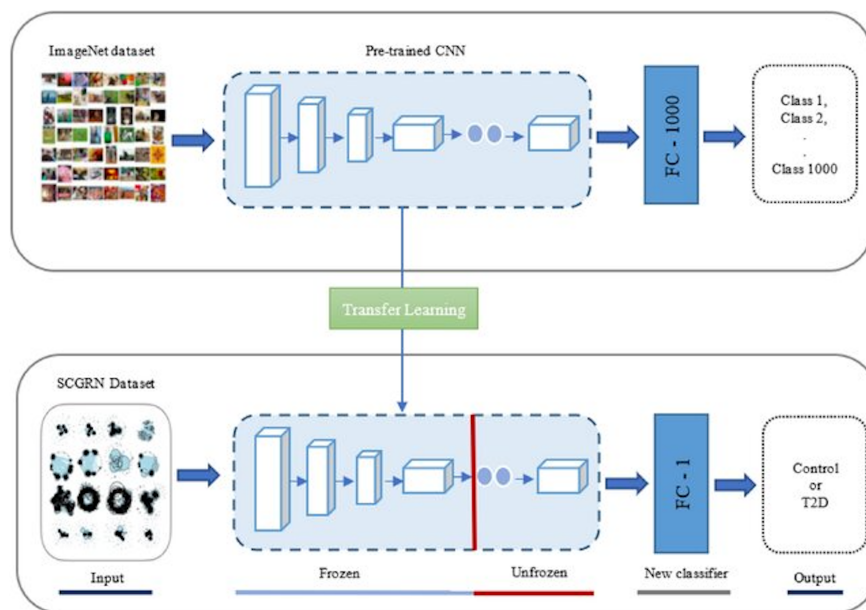 ImageNet dataset
Pre-trained CNN
FC - 1000
Class 1,
Class 2,
.
.
Class 1000
Transfer Learning
SCGRN Dataset
FC - 1
Control
or
T2D
Input
Frozen
Unfrozen
New classifier
Output